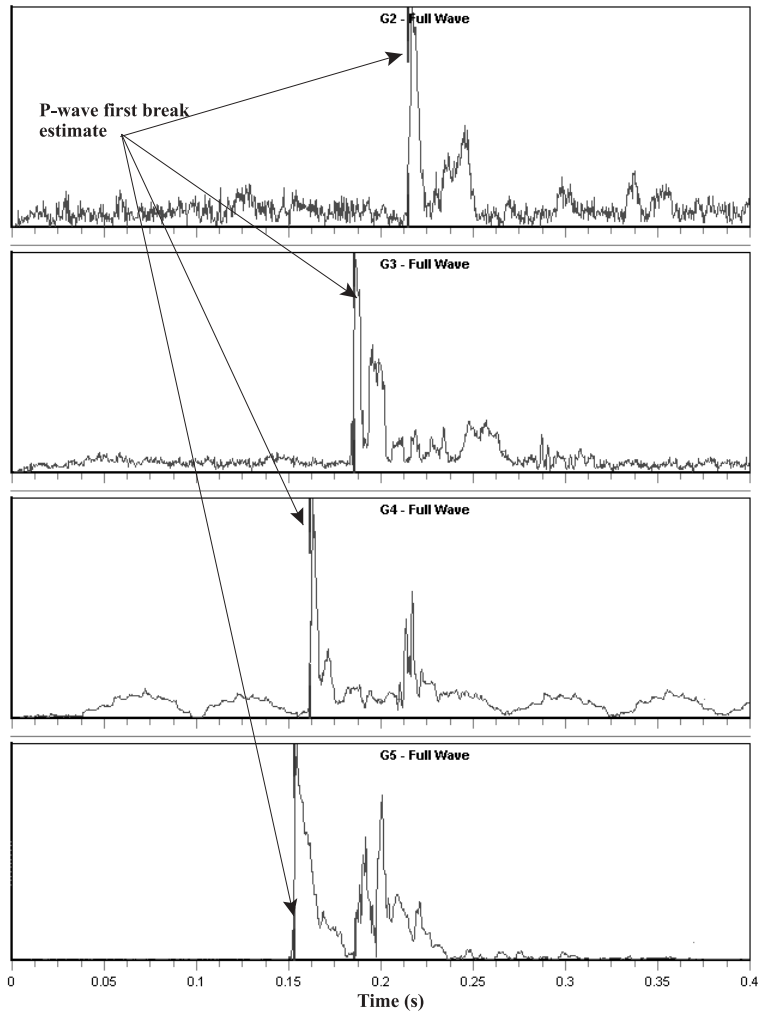 G2 - Full Wave
P-wave first break
estimate
G3 - Full Wave
G4 - Full Wave
G5 - Full Wave
0 0.05 0.1 0.15 0.2 0.25 0.3 0.35 0.4
Time (s)